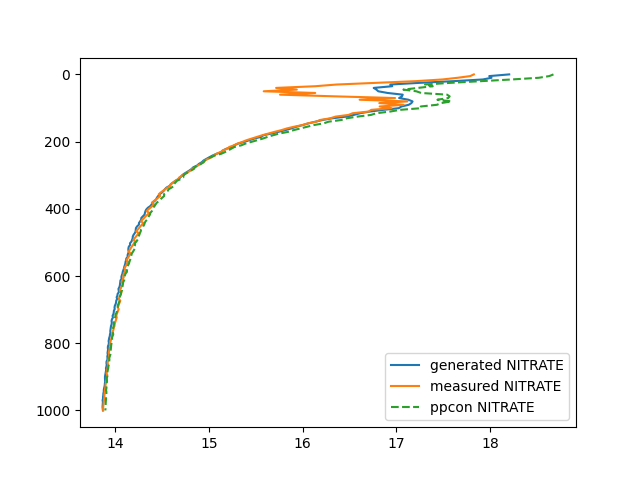 0
200
400
600
800
1000
14 15 16 17 18
generated NITRATE
measured NITRATE
ppcon NITRATE